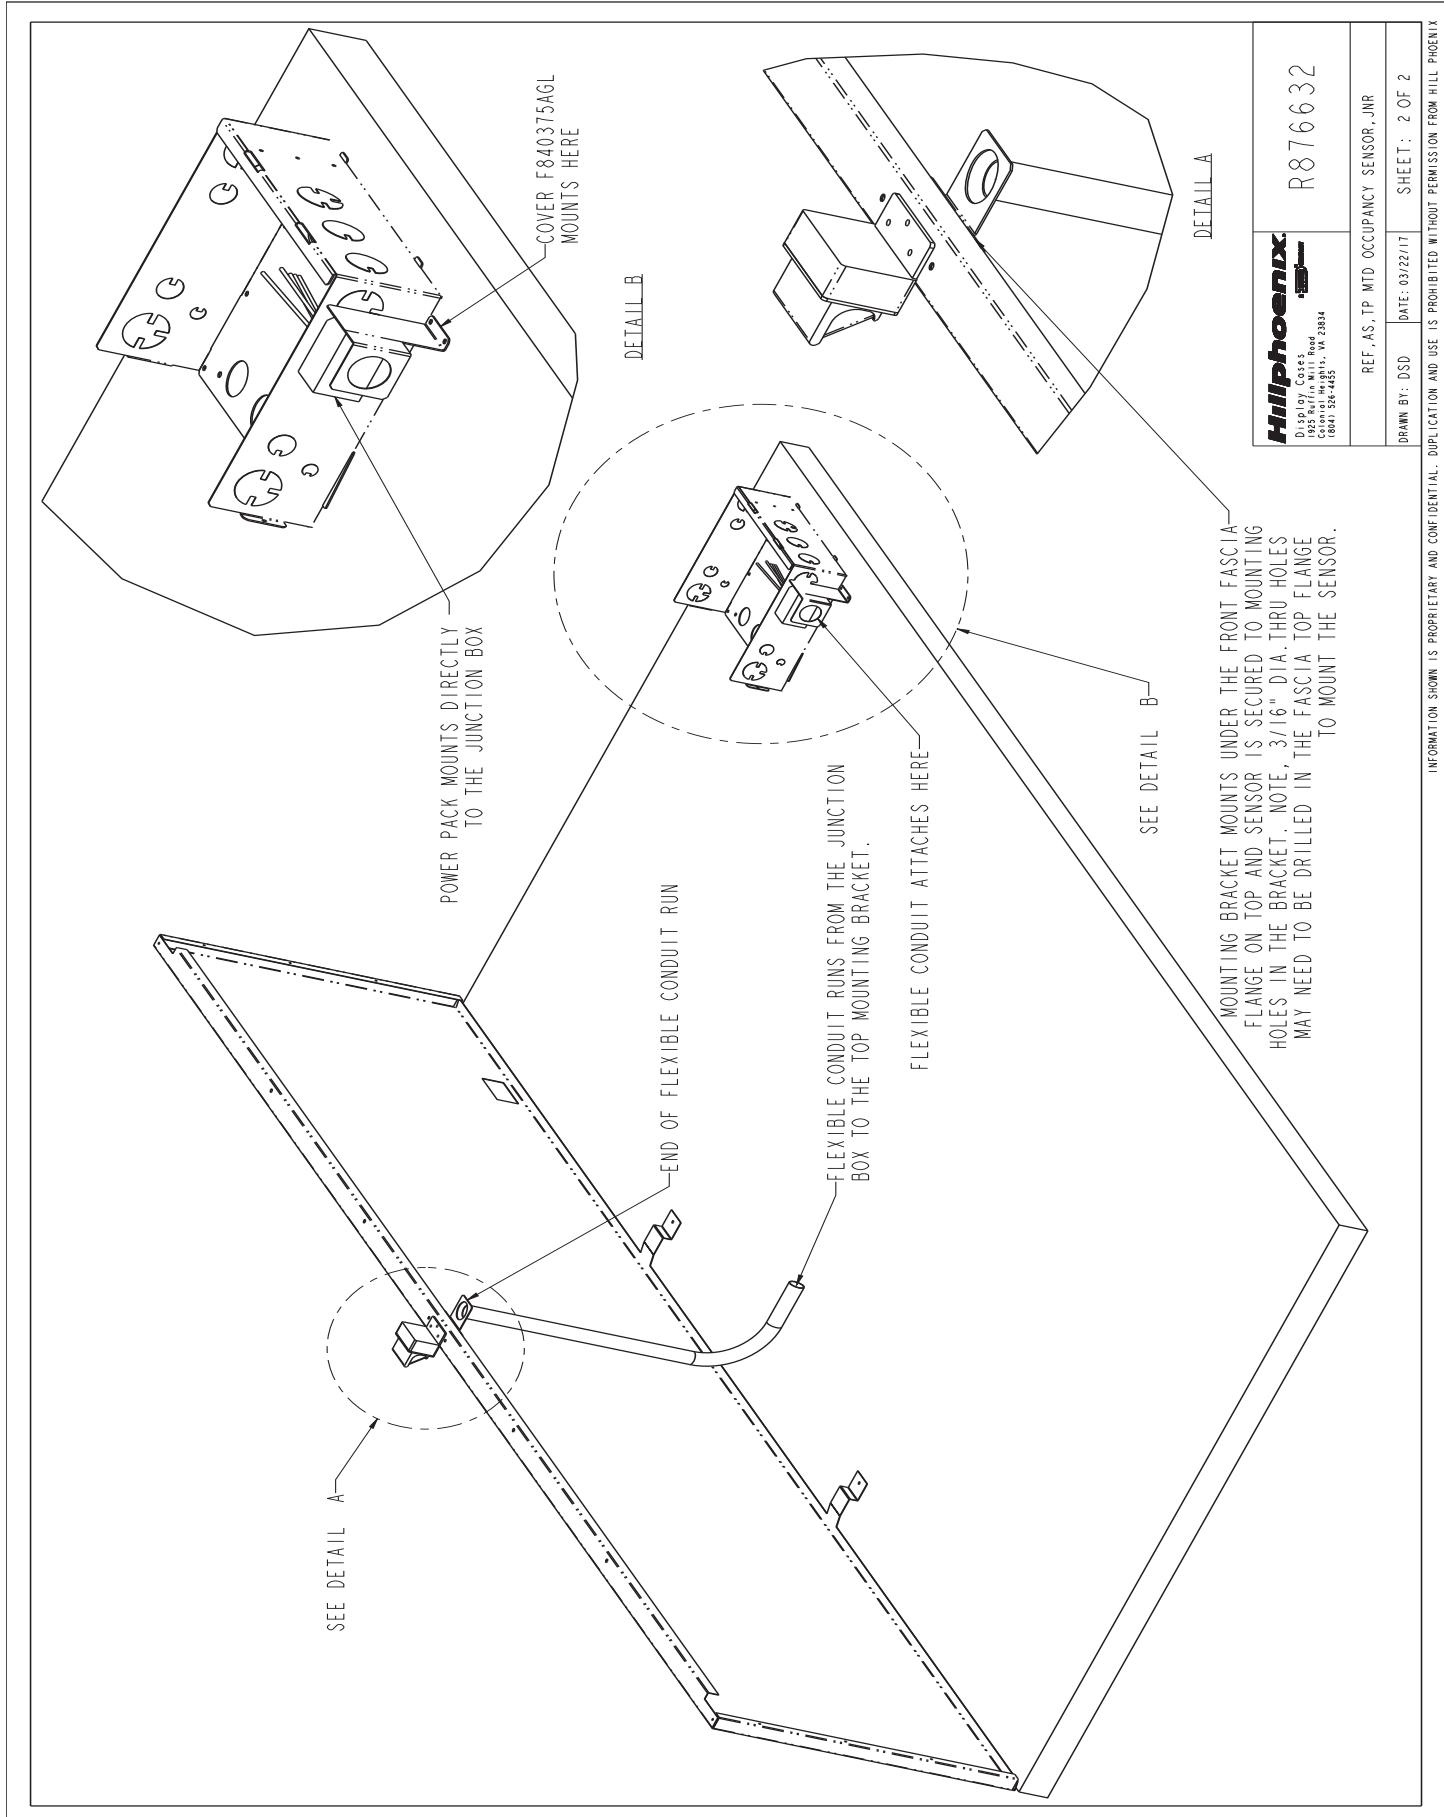 SEE DETAIL A
POWER PACK MOUNTS DIRECTLY
TO THE JUNCTION BOX
COVER F840375AGL
MOUNTS HERE
DETAIL B
END OF FLEXIBLE CONDUIT RUN
FLEXIBLE CONDUIT RUNS FROM THE JUNCTION
BOX TO THE TOP MOUNTING BRACKET.
FLEXIBLE CONDUIT ATTACHES HERE
SEE DETAIL B
DETAIL A
MOUNTING BRACKET MOUNTS UNDER THE FRONT FASCIA
FLANGE ON TOP AND SENSOR IS SECURED TO MOUNTING
HOLES IN THE BRACKET. NOTE, 3/16" DIA. THRU HOLES
MAY NEED TO BE DRILLED IN THE FASCIA TOP FLANGE
TO MOUNT THE SENSOR.
Hillphoenix.
Display Cases
1925 Ruffin Mill Road
Colonial Heights, VA 23834
(804) 526-4455
R876632
REF,AS,TP MTD OCCUPANCY SENSOR,JNR
DRAWN BY: DSD
DATE: 03/22/17
SHEET: 2 OF 2
INFORMATION SHOWN IS PROPRIETARY AND CONFIDENTIAL. DUPLICATION AND USE IS PROHIBITED WITHOUT PERMISSION FROM HILL PHOENIX